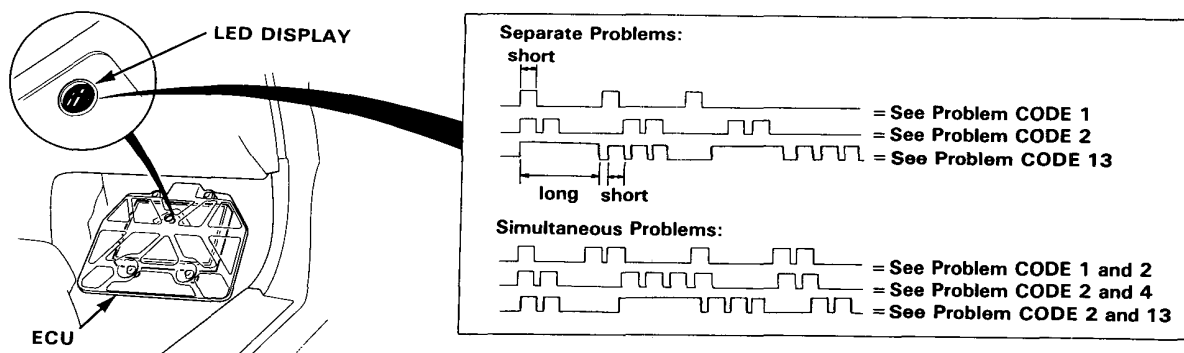 LED DISPLAY
ECU
Separate Problems:
short
= See Problem CODE 1
= See Problem CODE 2
= See Problem CODE 13
long short
Simultaneous Problems:
= See Problem CODE 1 and 2
= See Problem CODE 2 and 4
= See Problem CODE 2 and 13